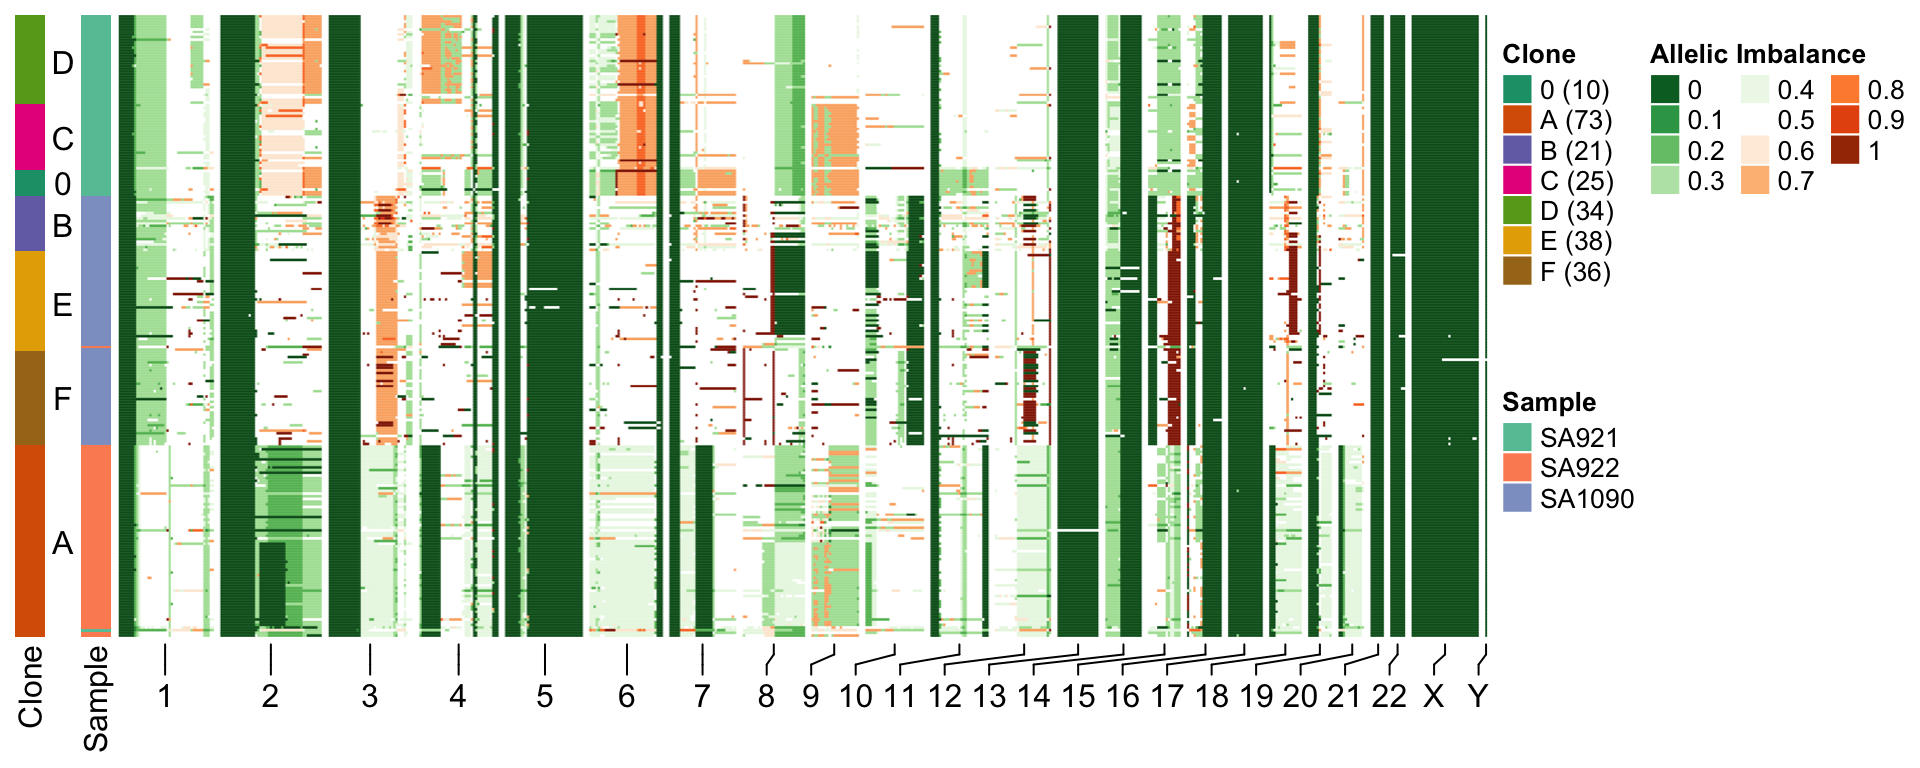 D
C
0
B
E
F
A
Clone
Sample
1 2 3 4 5 6 7 8 9 10 11 12 13 14 15 16 17 18 19 20 21 22 X Y
Clone
0 (10)
A (73)
B (21)
C (25)
D (34)
E (38)
F (36)
Allelic Imbalance
0 0.4 0.8
0.1 0.5 0.9
0.2 0.6 1
0.3 0.7
Sample
SA921
SA922
SA1090